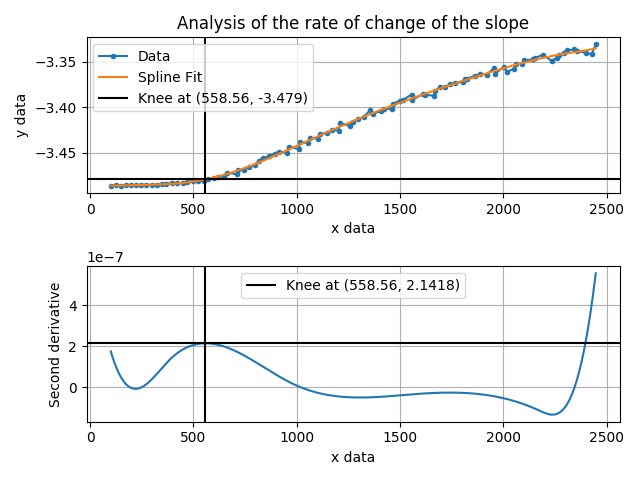 Analysis of the rate of change of the slope
Data
Spline Fit
Knee at (558.56, -3.479)
−3.35
−3.40
−3.45
y data
0 500 1000 1500 2000 2500
x data
1e−7
Knee at (558.56, 2.1418)
4
2
0
Second derivative
0 500 1000 1500 2000 2500
x data